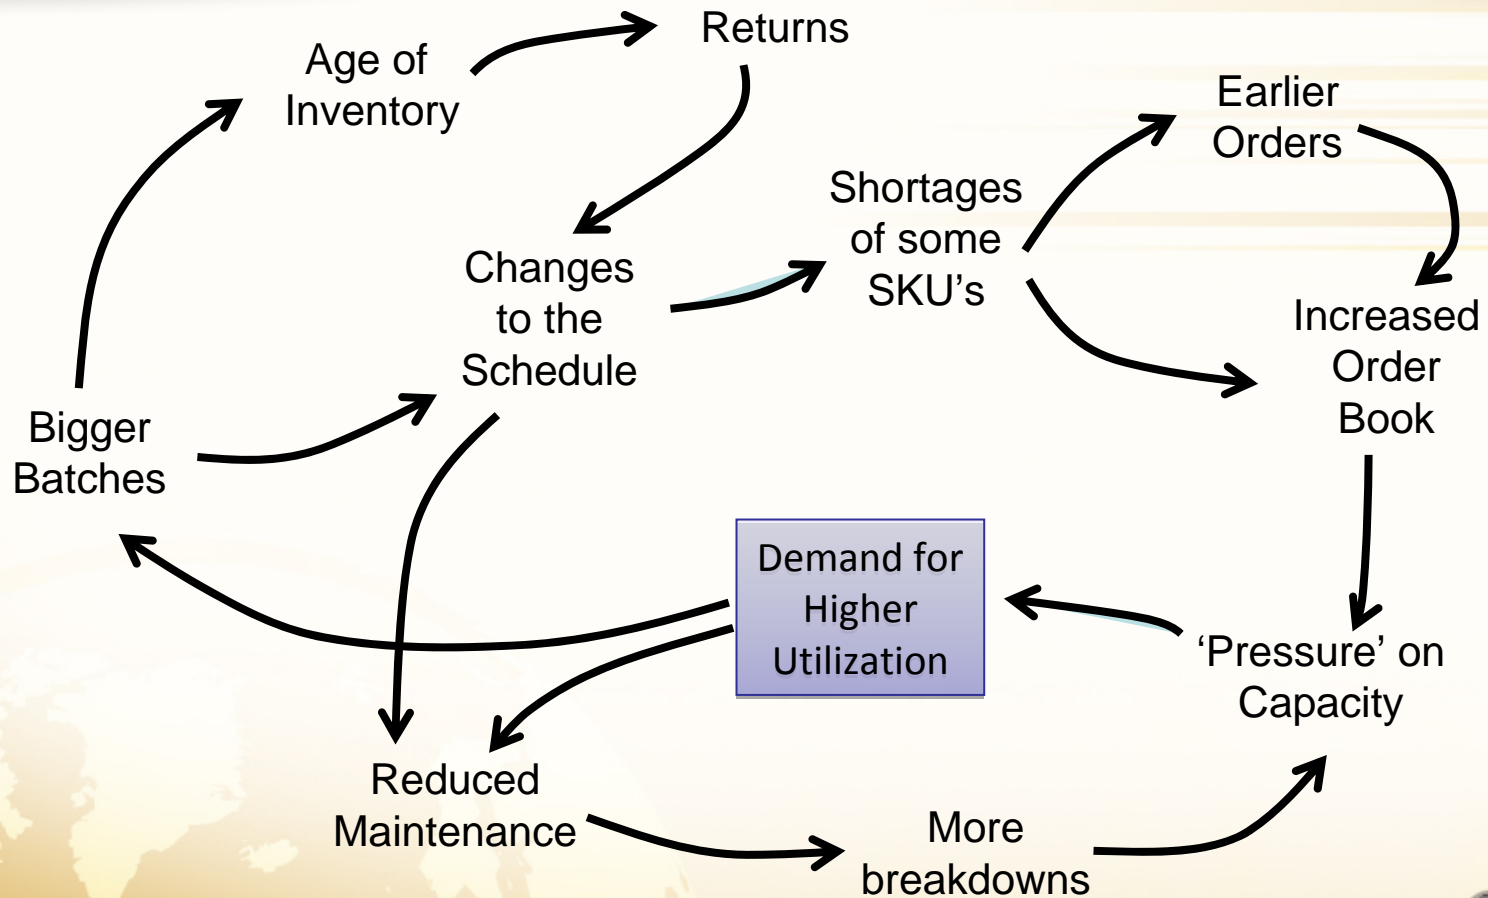 Returns
Age of
Inventory
Earlier
Orders
Shortages
of some
SKU's
Changes
to the
Schedule
Increased
Order
Book
Bigger
Batches
Demand for
Higher
Utilization
‘Pressure’ on
Capacity
Reduced
Maintenance
More
breakdowns